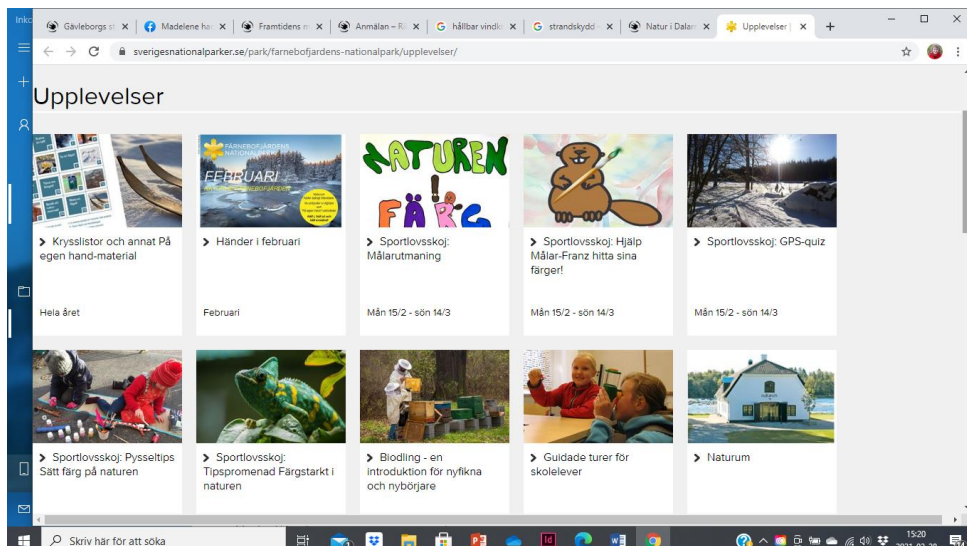 Gävleborgs st
Madelene ha
Framtidens n
Anmälan – Rä
hållbar vindk
strandskydd -
Natur i Dalarn
Upplevelser |
sverigesnationalparker.se/park/farnebofjardens-nationalpark/upplevelser/
Inko
Upplevelser
FÄRNEBOFJÄRDENS
NATIONALPARK
FEBRUARI
NATUREN
I
FÄRG
Krysslistor och annat På
egen hand-material
Hela året
Händer i februari
Februari
Sportlovsskoj:
Målarutmaning
Mån 15/2 - sön 14/3
Sportlovsskoj: Hjälp
Målar-Franz hitta sina
färger!
Mån 15/2 - sön 14/3
Sportlovsskoj: GPS-quiz
Mån 15/2 - sön 14/3
Sportlovsskoj: Pysseltips
Sätt färg på naturen
Sportlovsskoj:
Tipspromenad Färgstarkt i
naturen
Biodling - en
introduktion för nyfikna
och nybörjare
Guidade turer för
skolelever
Naturum
Skriv här för att söka
15:20